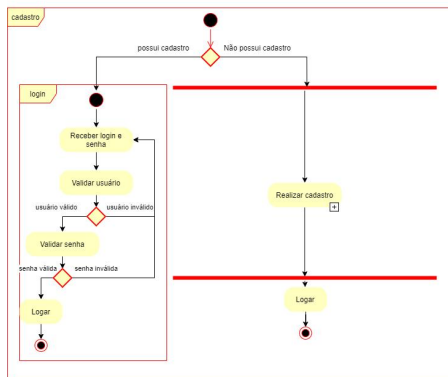 cadastro
possui cadastro
Não possui cadastro
login
Receber login e
senha
Validar usuário
usuário válido
usuário inválido
Validar senha
senha válida
senha inválida
Logar
Realizar cadastro
Logar